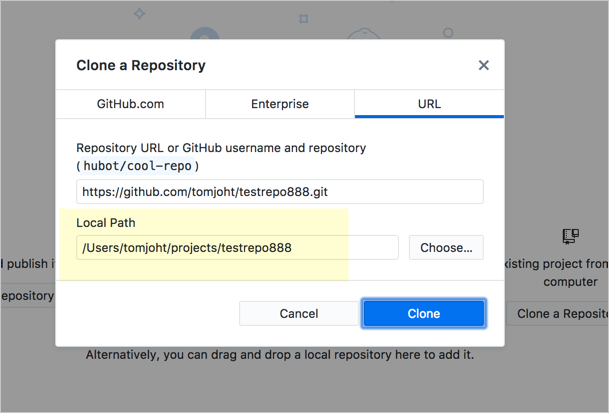 Clone a Repository
GitHub.com
Enterprise
URL
Repository URL or GitHub username and repository
(hubot/cool-repo)
https://github.com/tomjoht/testrepo888.git
Local Path
/Users/tomjoht/projects/testrepo888
Choose...
Cancel
Clone
publish
xisting project from
epository
computer
Clone a Reposito
Alternatively, you can drag and drop a local repository here to add it.